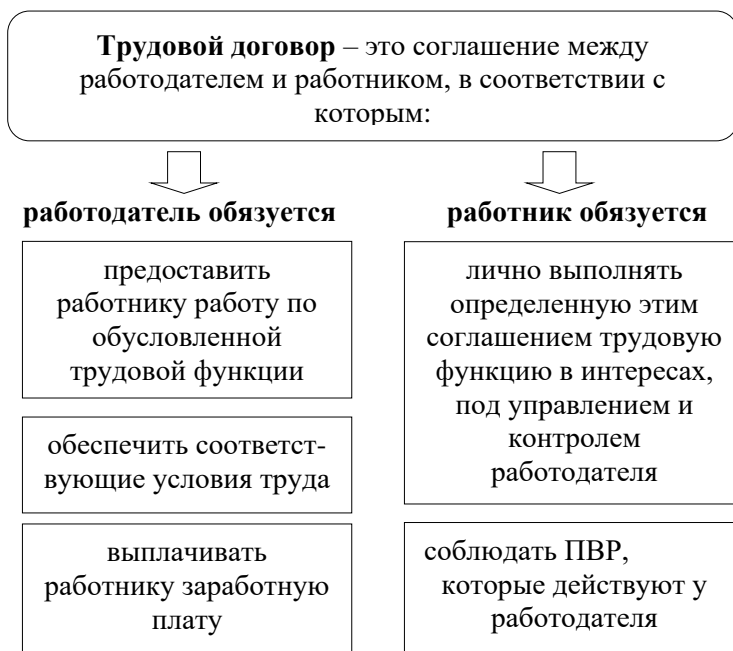 Трудовой договор – это соглашение между
работодателем и работником, в соответствии с
которым:
работодатель обязуется
предоставить
работнику работу по
обусловленной
трудовой функции
обеспечить соответст-
вующие условия труда
выплачивать
работнику заработную
плату
работник обязуется
лично выполнять
определенную этим
соглашением трудовую
функцию в интересах,
под управлением и
контролем
работодателя
соблюдать ПВР,
которые действуют у
работодателя